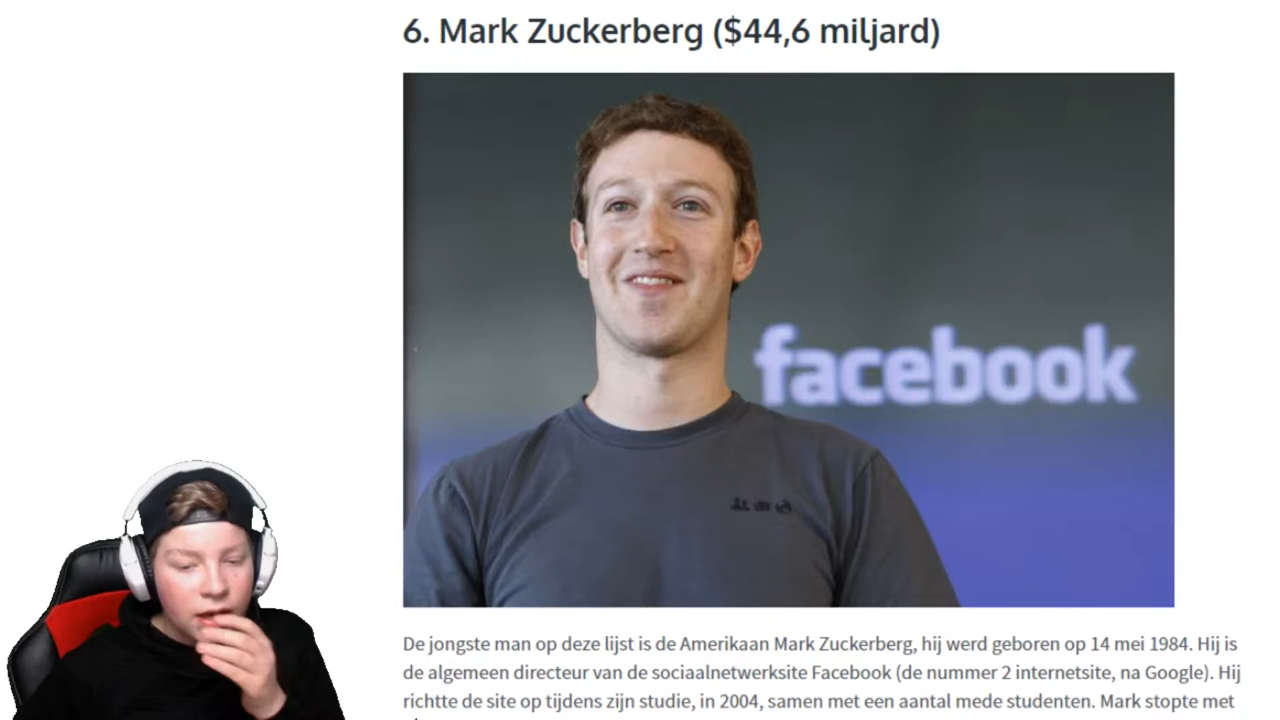 6. Mark Zuckerberg ($44,6 miljard)
facebook
De jongste man op deze lijst is de Amerikaan Mark Zuckerberg, hij werd geboren op 14 mei 1984. Hij is
de algemeen directeur van de sociaalnetwerksite Facebook (de nummer 2 internetsite, na Google). Hij
richtte de site op tijdens zijn studie, in 2004, samen met een aantal mede studenten. Mark stopte met